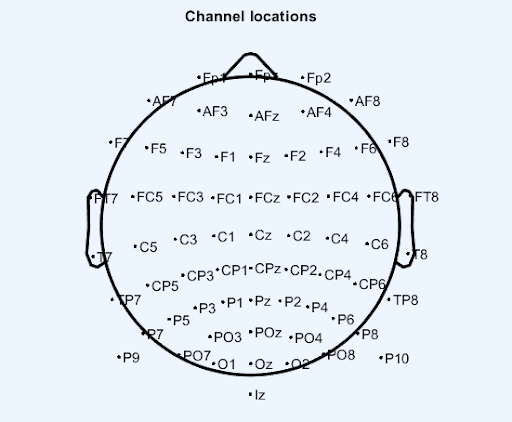 Channel locations
Fp1 Fpz Fp2
AF7 AF8
AF3 AFz AF4
F7 F5 F3 F1 Fz F2 F4 F6 F8
FT7 FC5 FC3 FC1 FCz FC2 FC4 FC6 FT8
T7 C5 C3 C1 Cz C2 C4 C6 T8
CP5 CP3 CP1 CPz CP2 CP4 CP6
TP7 P3 P1 Pz P2 P4 TP8
P5 P6
P7 PO3 POz PO4 P8
P9 PO7 O1 Oz O2 PO8 P10
Iz